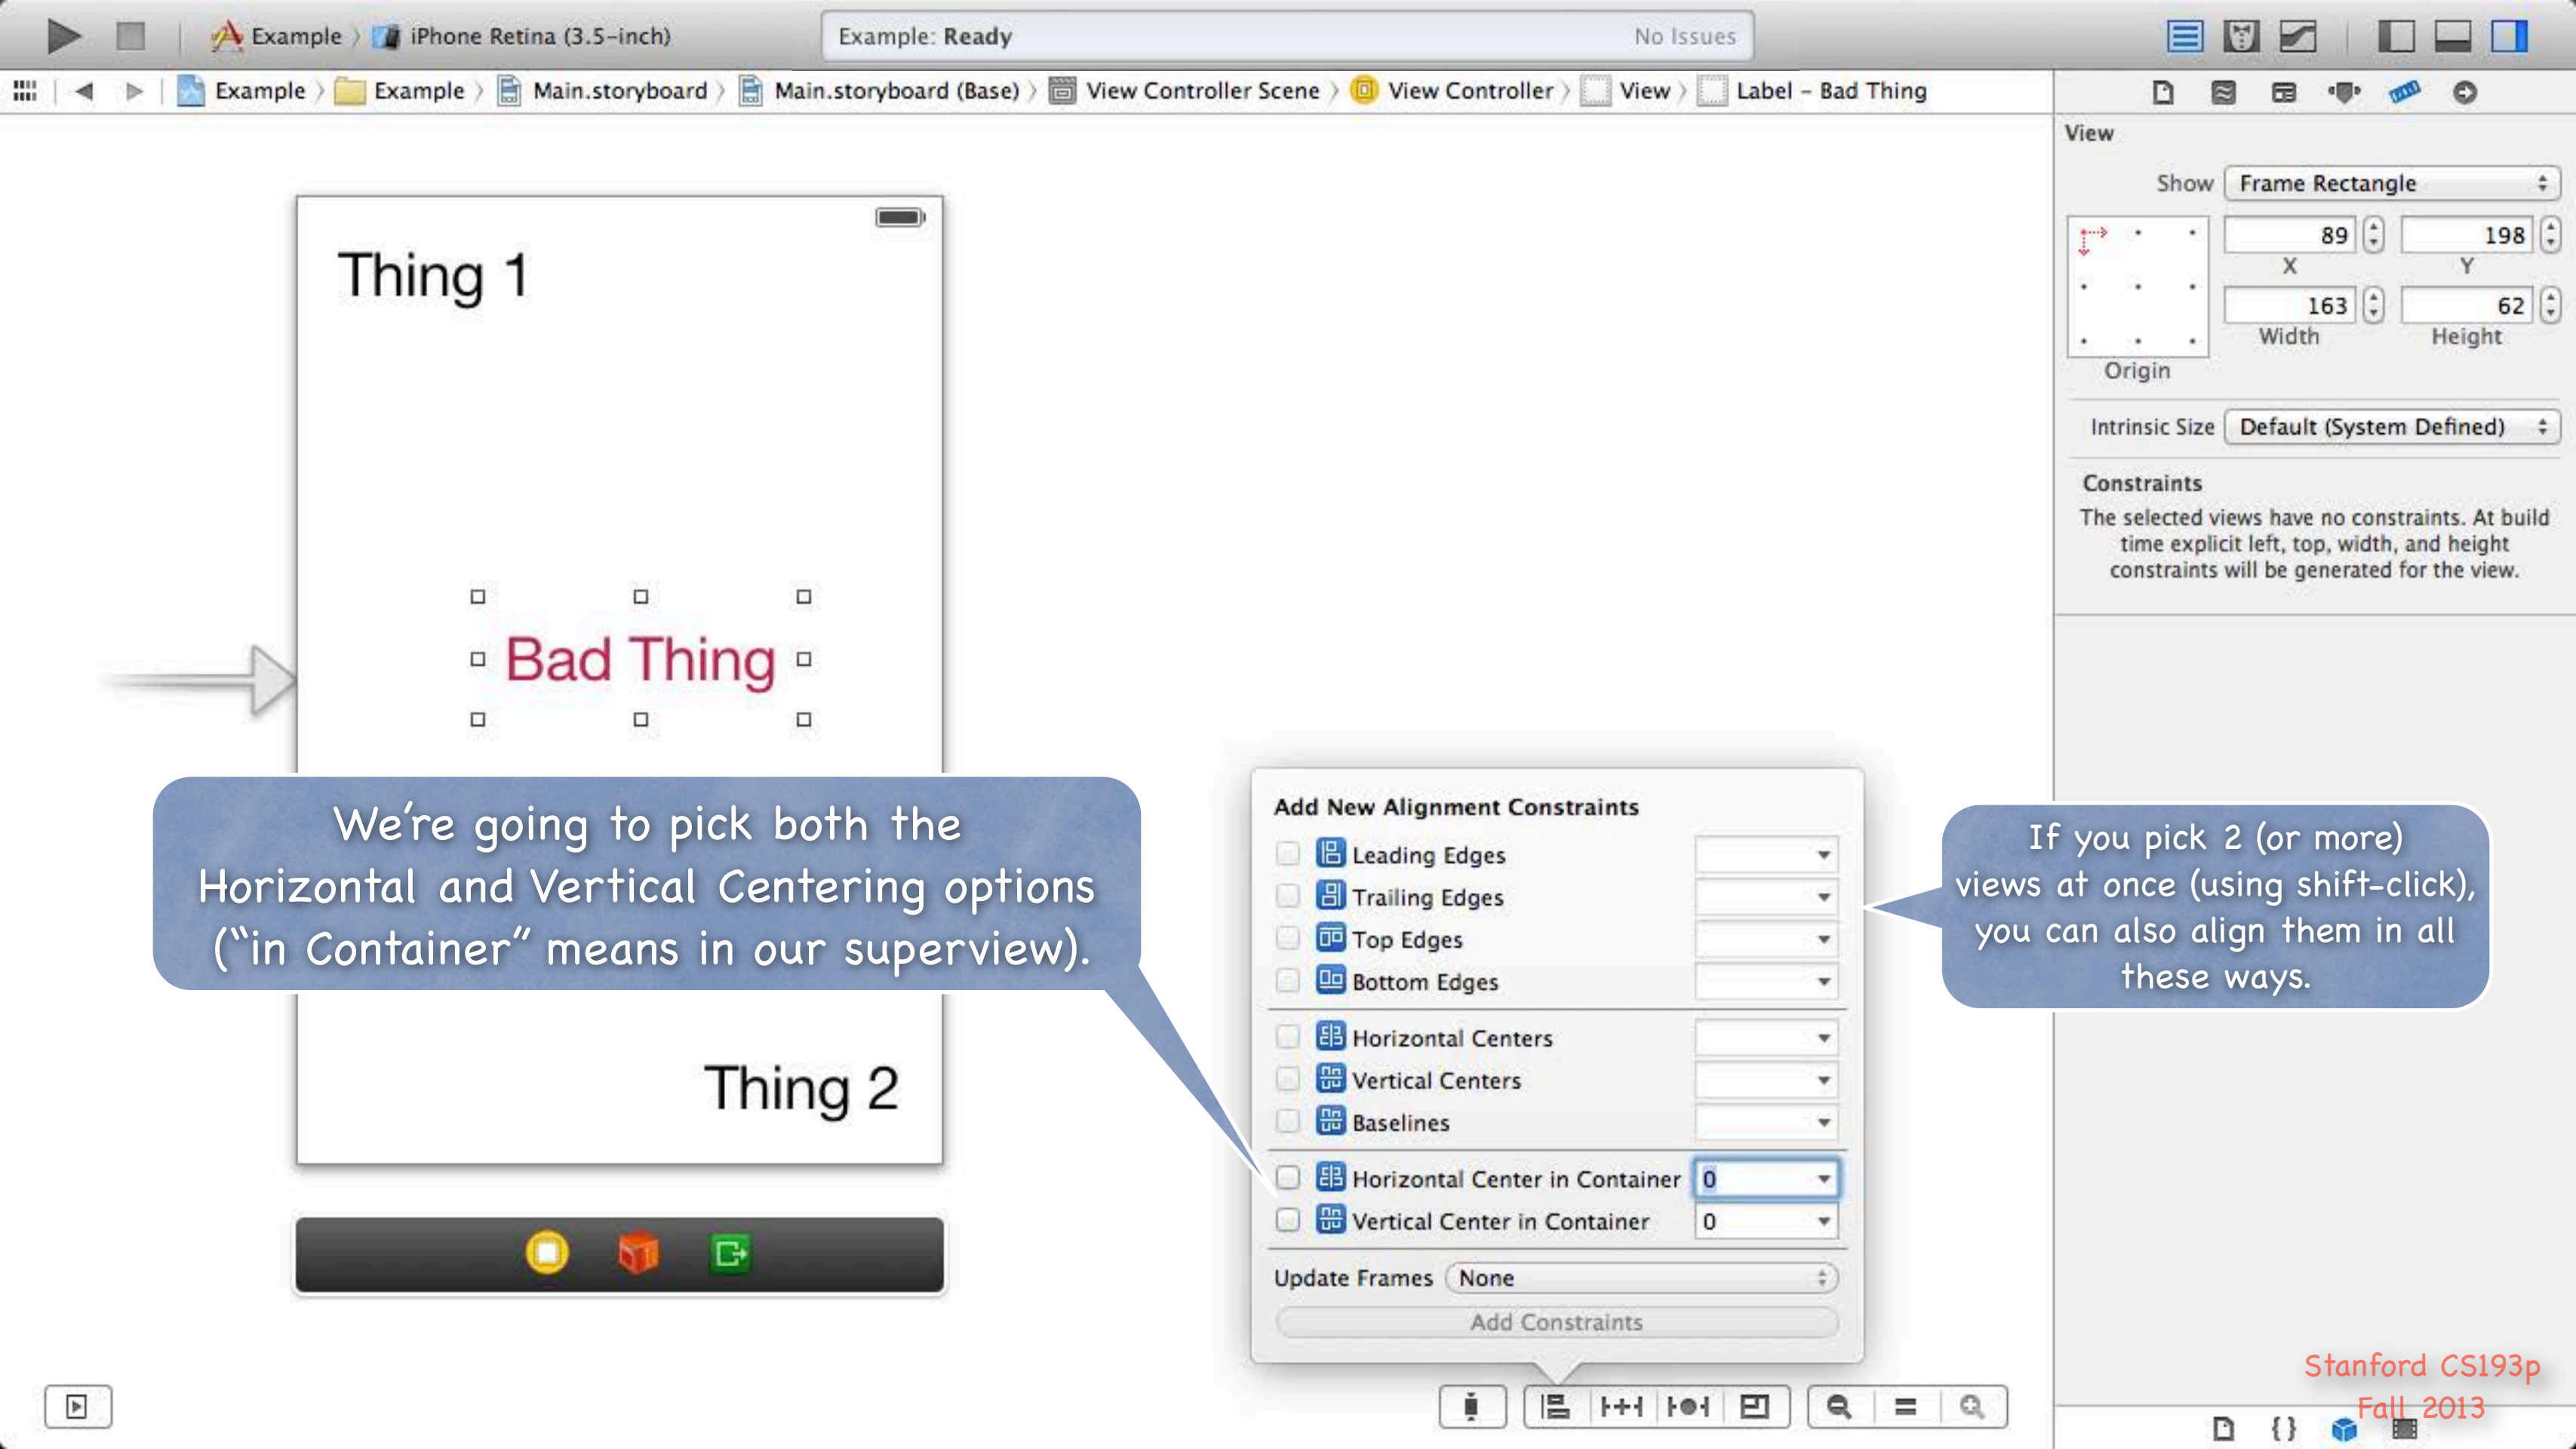 Example 〉 iPhone Retina (3.5-inch)
Example: Ready
No Issues
Example 〉 Example 〉 Main.storyboard 〉 Main.storyboard (Base) 〉 View Controller Scene 〉 View Controller 〉 View 〉 Label – Bad Thing
View
Show Frame Rectangle
89 198
X Y
163 62
Width Height
Origin
Intrinsic Size Default (System Defined)
Constraints
The selected views have no constraints. At build
time explicit left, top, width, and height
constraints will be generated for the view.
Thing 1
Bad Thing
We're going to pick both the
Horizontal and Vertical Centering options
(“in Container” means in our superview).
Thing 2
Add New Alignment Constraints
Leading Edges
Trailing Edges
Top Edges
Bottom Edges
Horizontal Centers
Vertical Centers
Baselines
Horizontal Center in Container 0
Vertical Center in Container 0
Update Frames None
Add Constraints
If you pick 2 (or more)
views at once (using shift-click),
you can also align them in all
these ways.
Stanford CS193p
Fall 2013